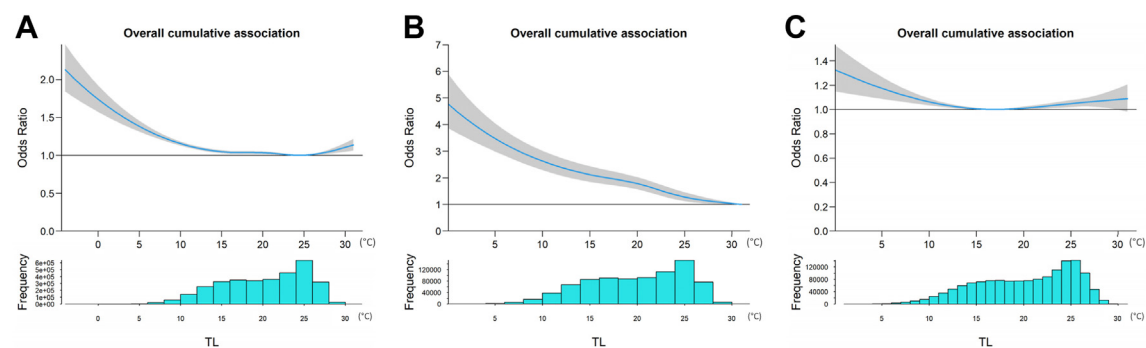 A
Overall cumulative association
Odds Ratio
2.0
1.5
1.0
0.5
0.0
0 5 10 15 20 25 30 (°C)
Frequency
6e+05
5e+05
4e+05
3e+05
2e+05
1e+05
0e+00
0 5 10 15 20 25 30 (°C)
TL
B
Overall cumulative association
Odds Ratio
7
6
5
4
3
2
1
0
5 10 15 20 25 30 (°C)
Frequency
120000
80000
40000
0
5 10 15 20 25 30 (°C)
TL
C
Overall cumulative association
Odds Ratio
1.4
1.2
1.0
0.8
0.6
0.4
0.2
0.0
5 10 15 20 25 30 (°C)
Frequency
120000
80000
40000
0
5 10 15 20 25 30 (°C)
TL